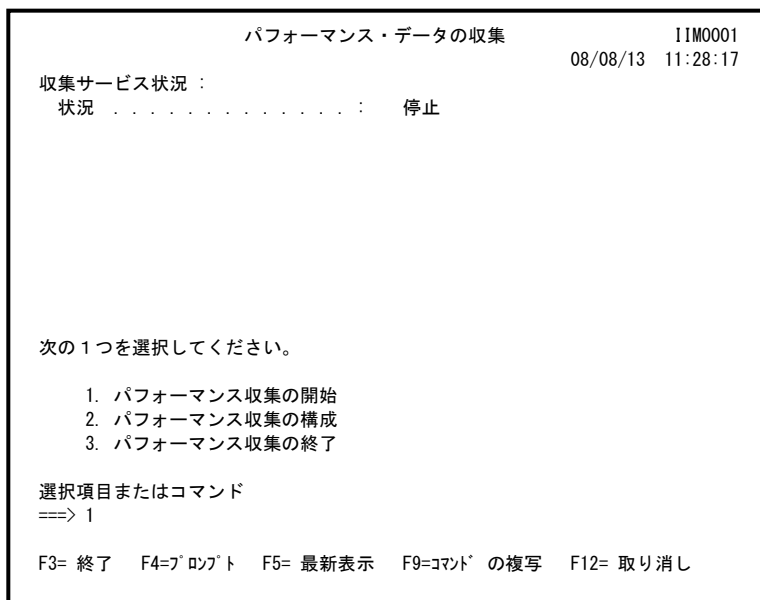 パフォーマンス・データの収集 IIM0001
08/08/13 11:28:17
収集サービス状況 :
状況 . . . . . . . . . . . . . : 停止
次の1つを選択してください。
1. パフォーマンス収集の開始
2. パフォーマンス収集の構成
3. パフォーマンス収集の終了
選択項目またはコマンド
===> 1
F3= 終了 F4=プロンプト F5= 最新表示 F9=コマンド の複写 F12= 取り消し